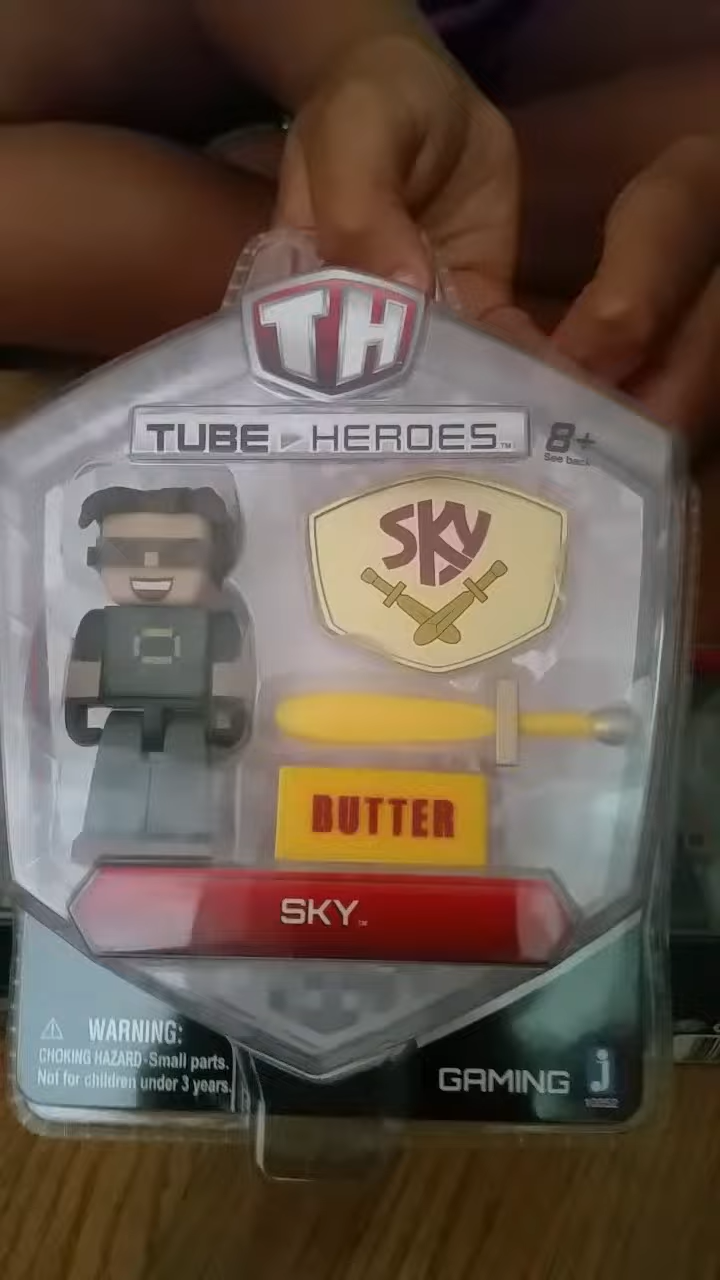 TH
TUBE HEROES™
8+
See back
SKY
BUTTER
SKY™
WARNING:
CHOKING HAZARD-Small parts.
Not for children under 3 years.
GAMING
j